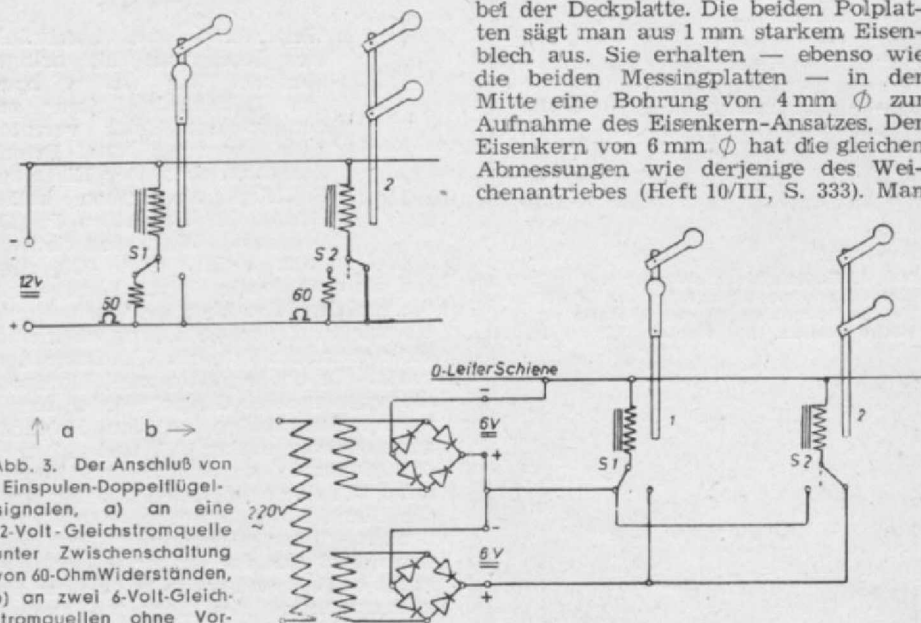 bei der Deckplatte. Die beiden Polplat-
ten sägt man aus 1 mm starkem Eisen-
blech aus. Sie erhalten — ebenso wie
die beiden Messingplatten — in der
Mitte eine Bohrung von 4 mm ∅ zur
Aufnahme des Eisenkern-Ansatzes. Der
Eisenkern von 6 mm ∅ hat die gleichen
Abmessungen wie derjenige des Wei-
chenantriebes (Heft 10/III, S. 333). Man
2
-
S1
S2
12v
60
60
+
0-Leiter Schiene
-
6V
+
1
2
S1
S2
220V
~
-
6V
+
↑ a b →
Abb. 3. Der Anschluß von
Einspulen-Doppelflügel-
signalen, a) an eine
2-Volt-Gleichstromquelle
unter Zwischenschaltung
von 60-OhmWiderständen,
b) an zwei 6-Volt-Gleich-
stromquellen ohne Vor-